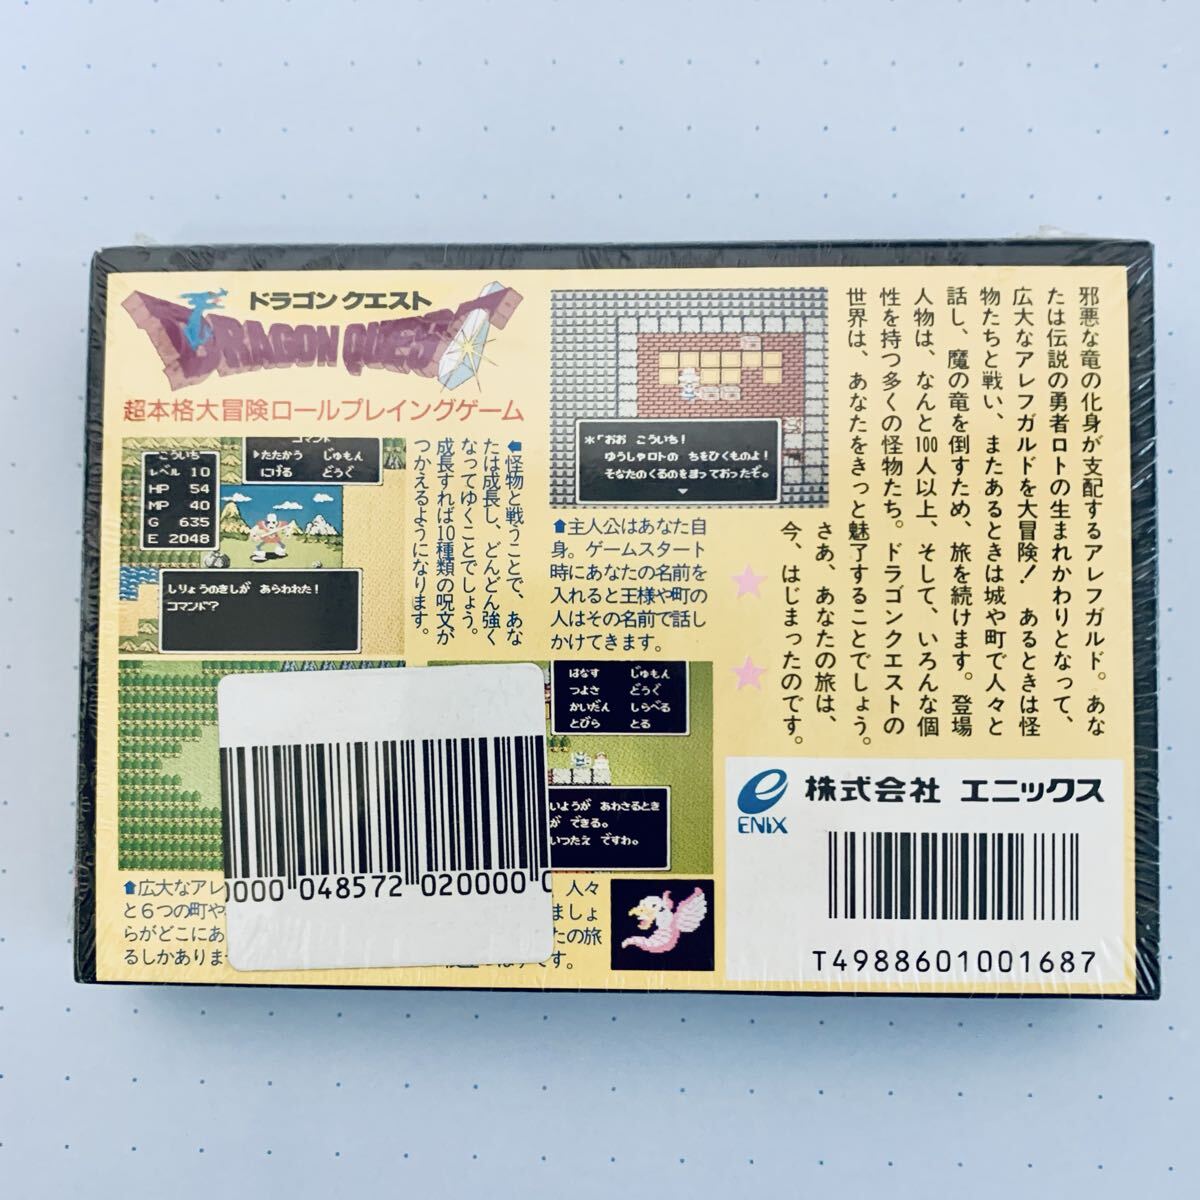 ドラゴンクエスト
DRAGON QUEST
超本格大冒険ロールプレイングゲーム
こういち
レベル 10
HP 54
MP 40
G 635
E 2048
コマンド
▶たたかう じゅもん
にげる どうぐ
しりょうのきしが あらわれた!
コマンド?
⬆怪物と戦うことで、あな
たは成長し、どんどん強く
なってゆくことでしょう。
成長すれば10種類の呪文が
つかえるようになります。
*「おお こういち!
ゆうしゃロトの ちをひくものよ!
そなたのくるのをまっておったぞ。
⬆主人公はあなた自
身。ゲームスタート
時にあなたの名前を
入れると王様や町の
人はその名前で話し
かけてきます。
邪悪な竜の化身が支配するアレフガルド。あな
たは伝説の勇者ロトの生まれかわりとなって、
広大なアレフガルドを大冒険! あるときは怪
物たちと戦い、またあるときは城や町で人々と
話し、魔の竜を倒すため、旅を続けます。登場
人物は、なんと100人以上、そして、いろんな個
性を持つ多くの怪物たち。ドラゴンクエストの
世界は、あなたをきっと魅了することでしょう。
さあ、あなたの旅は、
今、はじまったのです。
はなす じゅもん
つよさ どうぐ
かいだん しらべる
とびら とる
いようが あわさるとき
が できる。
いつたえ ですわ。
⬆広大なアレ
と6つの町や
らがどこにあ
るしかありま
人々
ましょ
たの旅
です。
0000 048572 020000 0
e
ENIX
株式会社 エニックス
T4988601001687